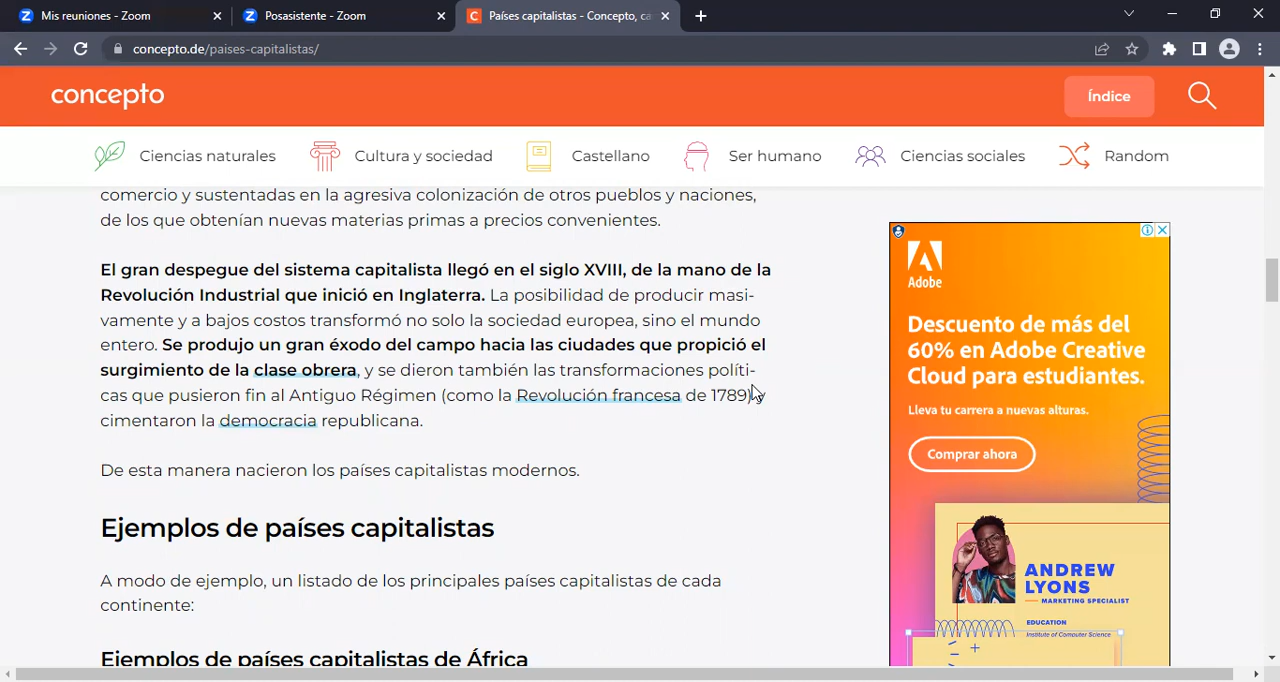 Mis reuniones - Zoom
Posasistente - Zoom
Países capitalistas - Concepto, ca
concepto.de/paises-capitalistas/
concepto
Índice
Ciencias naturales
Cultura y sociedad
Castellano
Ser humano
Ciencias sociales
Random
comercio y sustentadas en la agresiva colonización de otros pueblos y naciones,
de los que obtenían nuevas materias primas a precios convenientes.
El gran despegue del sistema capitalista llegó en el siglo XVIII, de la mano de la
Revolución Industrial que inició en Inglaterra. La posibilidad de producir masi-
vamente y a bajos costos transformó no solo la sociedad europea, sino el mundo
entero. Se produjo un gran éxodo del campo hacia las ciudades que propició el
surgimiento de la clase obrera, y se dieron también las transformaciones políti-
cas que pusieron fin al Antiguo Régimen (como la Revolución francesa de 1789) y
cimentaron la democracia republicana.
De esta manera nacieron los países capitalistas modernos.
Ejemplos de países capitalistas
A modo de ejemplo, un listado de los principales países capitalistas de cada
continente:
Ejemplos de países capitalistas de África
Adobe
Descuento de más del
60% en Adobe Creative
Cloud para estudiantes.
Lleva tu carrera a nuevas alturas.
Comprar ahora
ANDREW
LYONS
MARKETING SPECIALIST
EDUCATION
Institute of Computer Science